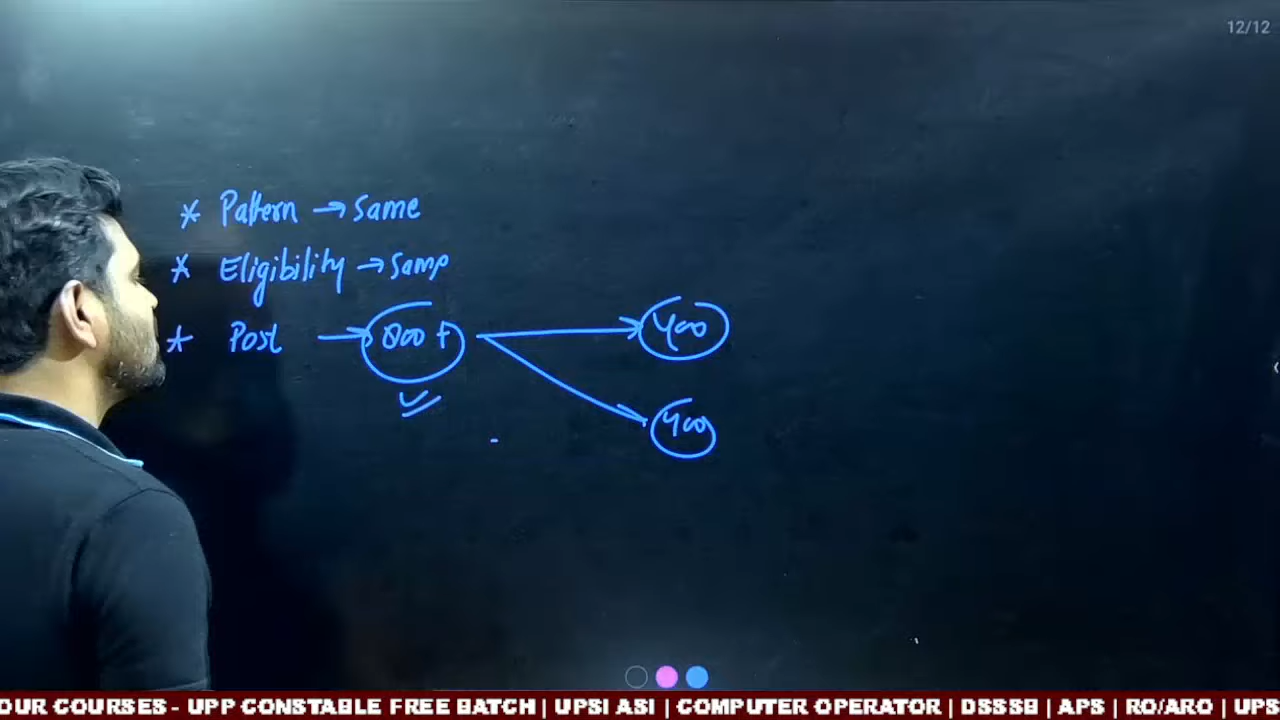 12/12
* Pattern → Same
* Eligibility → Same
* Post → 800 + → 400
400
OUR COURSES - UPP CONSTABLE FREE BATCH | UPSI ASI | COMPUTER OPERATOR | DSSSB | APS | RO/ARO | UPS